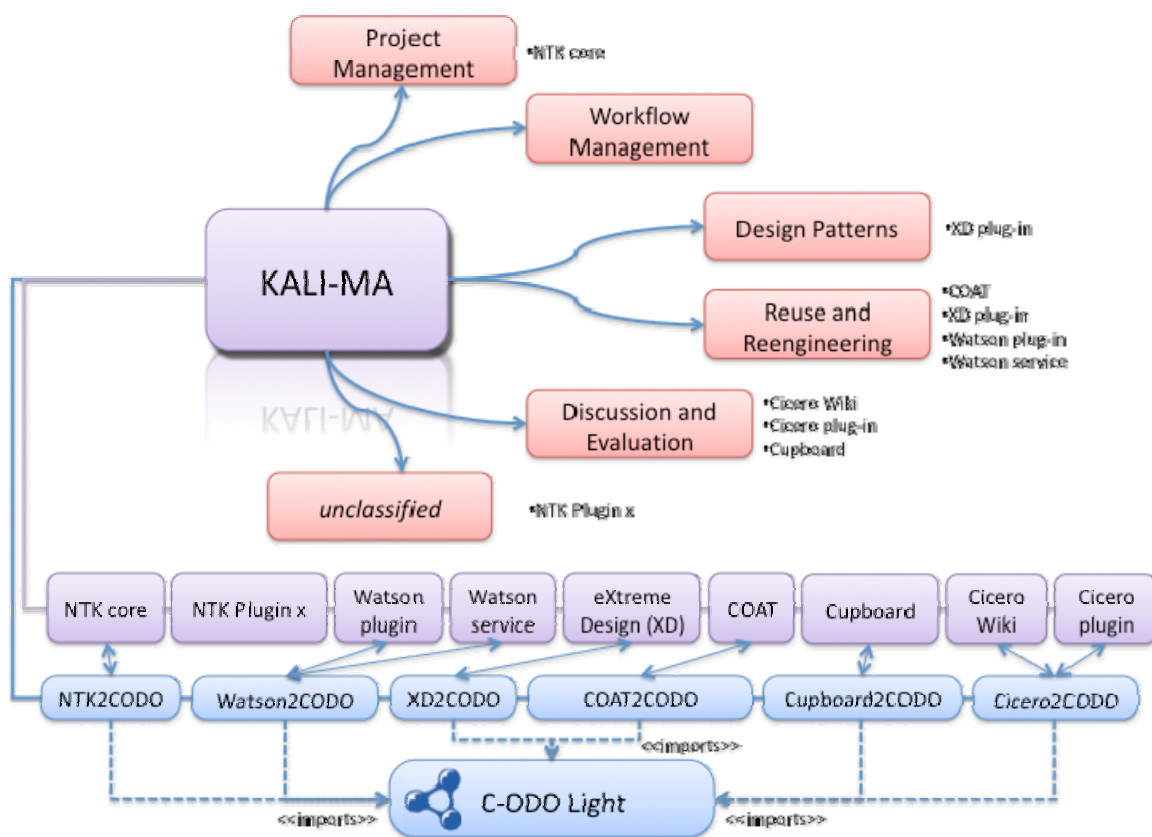 Project
Management
•NTK core
Workflow
Management
KALI-MA
Design Patterns
•XD plug-in
Reuse and
Reengineering
•COAT
•XD plug-in
•Watson plug-in
•Watson service
Discussion and
Evaluation
•Cicero Wiki
•Cicero plug-in
•Cupboard
unclassified
•NTK Plugin x
NTK core
NTK Plugin x
Watson
plugin
Watson
service
eXtreme
Design (XD)
COAT
Cupboard
Cicero
Wiki
Cicero
plugin
NTK2CODO
Watson2CODO
XD2CODO
COAT2CODO
Cupboard2CODO
Cicero2CODO
<<imports>>
C-ODO Light
<<imports>>
<<imports>>